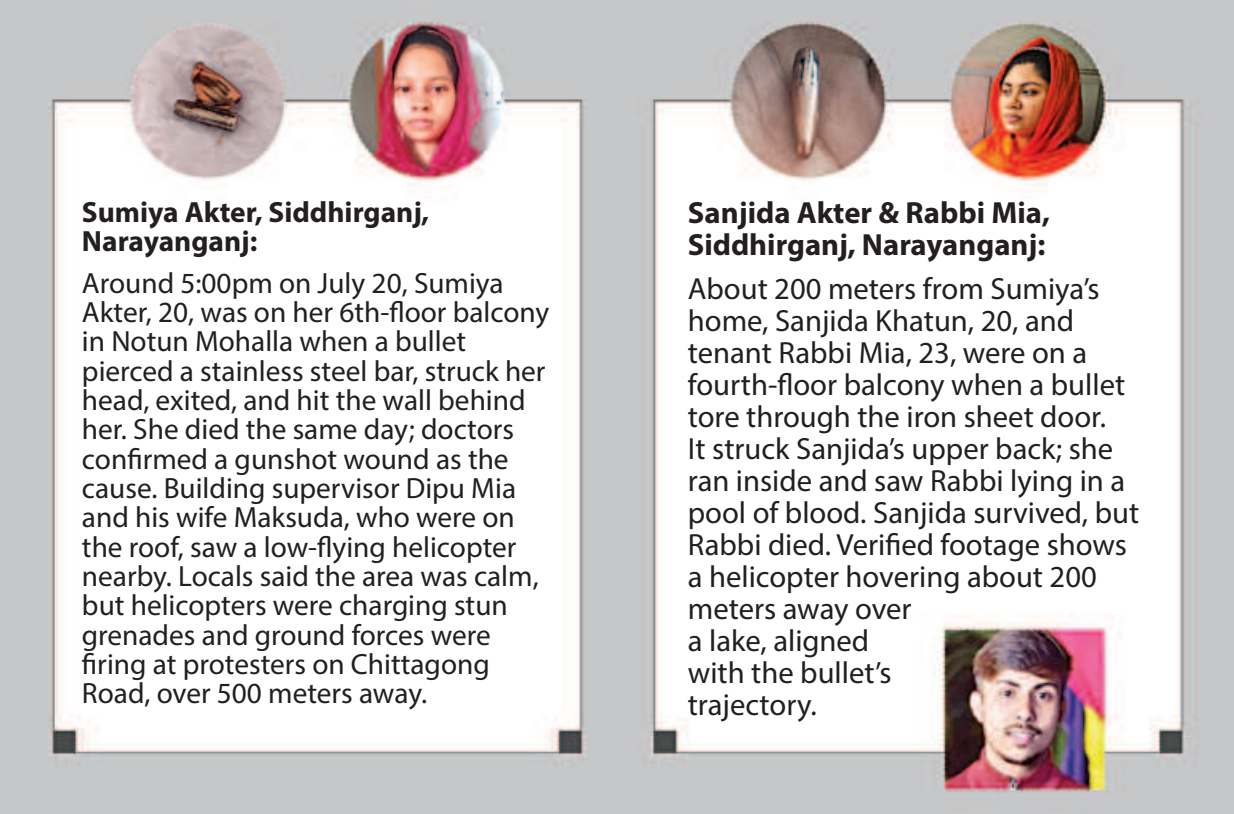 Sumiya Akter, Siddhirganj,
Narayanganj:
Around 5:00pm on July 20, Sumiya
Akter, 20, was on her 6th-floor balcony
in Notun Mohalla when a bullet
pierced a stainless steel bar, struck her
head, exited, and hit the wall behind
her. She died the same day; doctors
confirmed a gunshot wound as the
cause. Building supervisor Dipu Mia
and his wife Maksuda, who were on
the roof, saw a low-flying helicopter
nearby. Locals said the area was calm,
but helicopters were charging stun
grenades and ground forces were
firing at protesters on Chittagong
Road, over 500 meters away.
Sanjida Akter & Rabbi Mia,
Siddhirganj, Narayanganj:
About 200 meters from Sumiya’s
home, Sanjida Khatun, 20, and
tenant Rabbi Mia, 23, were on a
fourth-floor balcony when a bullet
tore through the iron sheet door.
It struck Sanjida’s upper back; she
ran inside and saw Rabbi lying in a
pool of blood. Sanjida survived, but
Rabbi died. Verified footage shows
a helicopter hovering about 200
meters away over
a lake, aligned
with the bullet’s
trajectory.